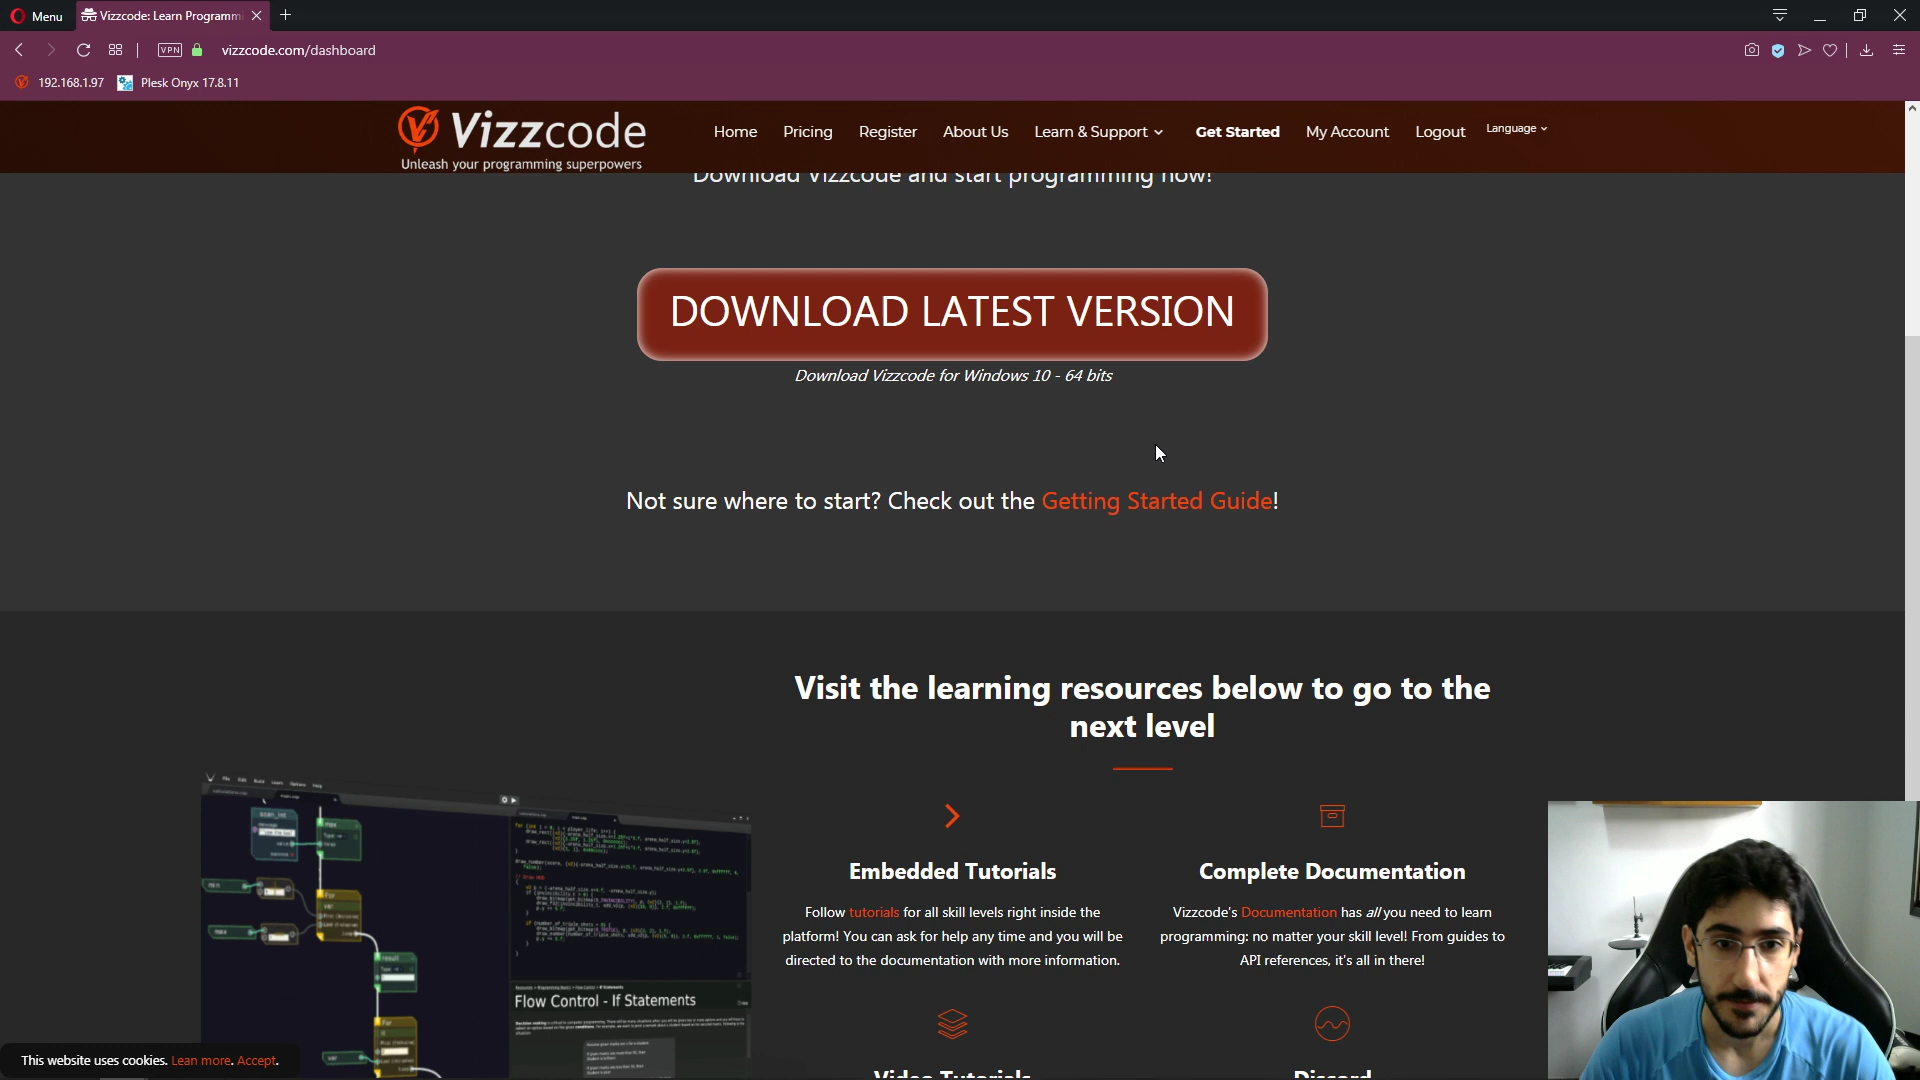 Menu
Vizzcode: Learn Programm
VPN
vizzcode.com/dashboard
192.168.1.97
Plesk Onyx 17.8.11
Vizzcode
Unleash your programming superpowers
Home
Pricing
Register
About Us
Learn & Support
Get Started
My Account
Logout
Language
Download Vizzcode and start programming now!
DOWNLOAD LATEST VERSION
Download Vizzcode for Windows 10 - 64 bits
Not sure where to start? Check out the Getting Started Guide!
Visit the learning resources below to go to the
next level
Embedded Tutorials
Follow tutorials for all skill levels right inside the
platform! You can ask for help any time and you will be
directed to the documentation with more information.
Complete Documentation
Vizzcode's Documentation has all you need to learn
programming: no matter your skill level! From guides to
API references, it's all in there!
Video Tutorials
Discord
Flow Control - If Statements
This website uses cookies. Lean more. Accept.